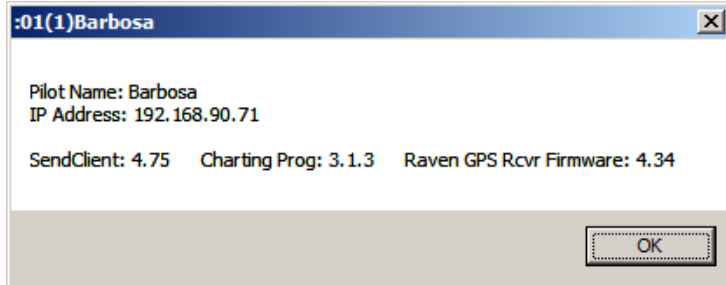 :01(1)Barbosa
Pilot Name: Barbosa
IP Address: 192.168.90.71
SendClient: 4.75 Charting Prog: 3.1.3 Raven GPS Rcvr Firmware: 4.34
OK